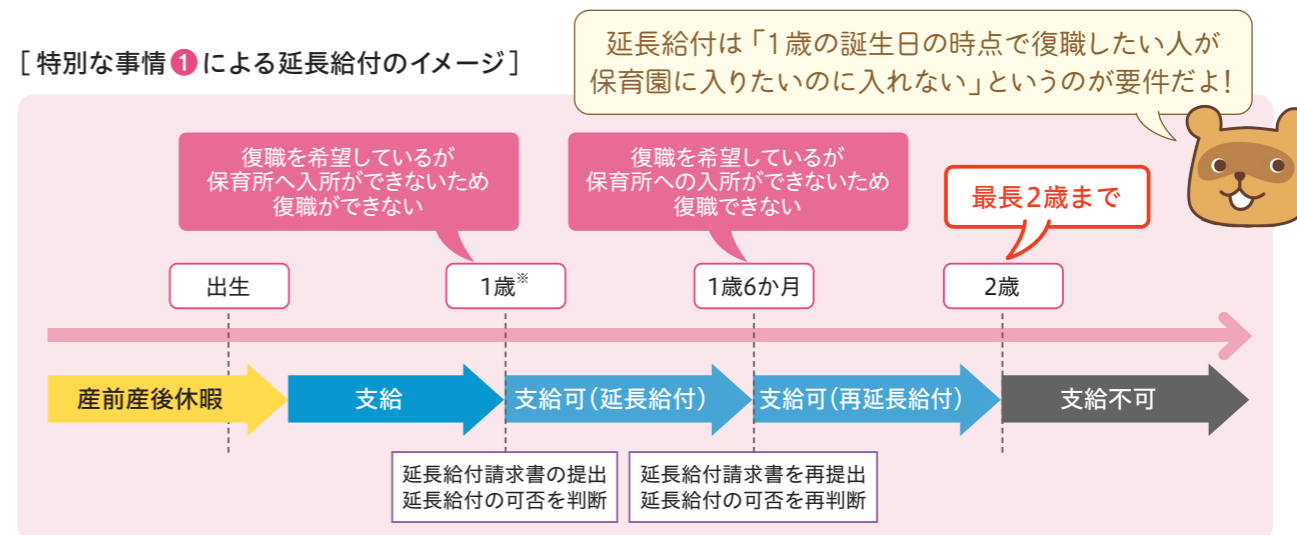 [特別な事情❶による延長給付のイメージ]
延長給付は「1歳の誕生日の時点で復職したい人が
保育園に入りたいのに入れない」というのが要件だよ!
復職を希望しているが
保育所へ入所ができないため
復職ができない
復職を希望しているが
保育所への入所ができないため
復職できない
最長2歳まで
出生
1歳※
1歳6か月
2歳
産前産後休暇
支給
支給可(延長給付)
支給可(再延長給付)
支給不可
延長給付請求書の提出
延長給付の可否を判断
延長給付請求書を再提出
延長給付の可否を再判断